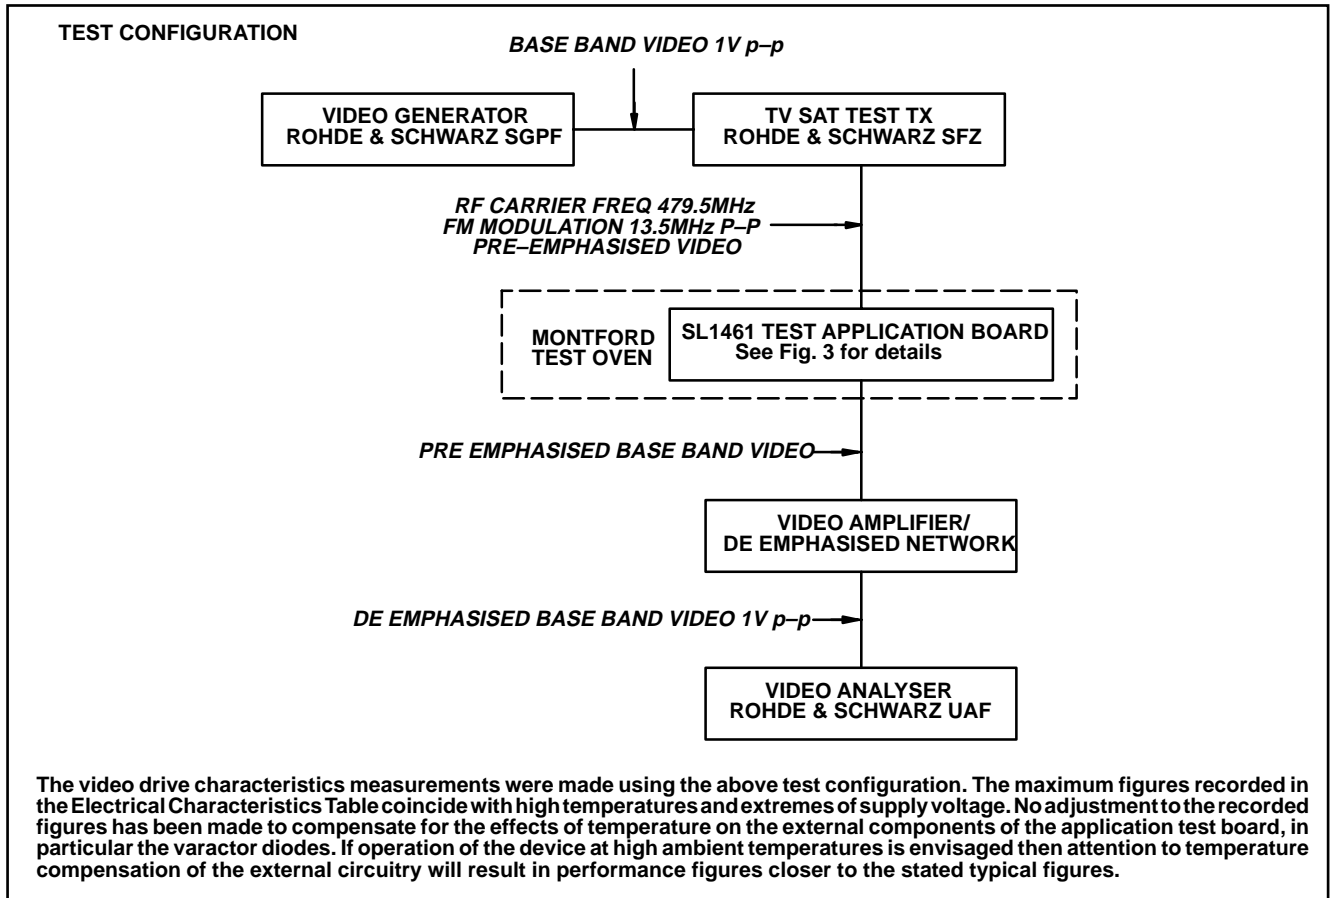 TEST CONFIGURATION
BASE BAND VIDEO 1V p–p
VIDEO GENERATOR
ROHDE & SCHWARZ SGPF
TV SAT TEST TX
ROHDE & SCHWARZ SFZ
RF CARRIER FREQ 479.5MHz
FM MODULATION 13.5MHz P–P
PRE–EMPHASISED VIDEO
MONTFORD
TEST OVEN
SL1461 TEST APPLICATION BOARD
See Fig. 3 for details
PRE EMPHASISED BASE BAND VIDEO
VIDEO AMPLIFIER/
DE EMPHASISED NETWORK
DE EMPHASISED BASE BAND VIDEO 1V p–p
VIDEO ANALYSER
ROHDE & SCHWARZ UAF
The video drive characteristics measurements were made using the above test configuration. The maximum figures recorded in
the Electrical Characteristics Table coincide with high temperatures and extremes of supply voltage. No adjustment to the recorded
figures has been made to compensate for the effects of temperature on the external components of the application test board, in
particular the varactor diodes. If operation of the device at high ambient temperatures is envisaged then attention to temperature
compensation of the external circuitry will result in performance figures closer to the stated typical figures.